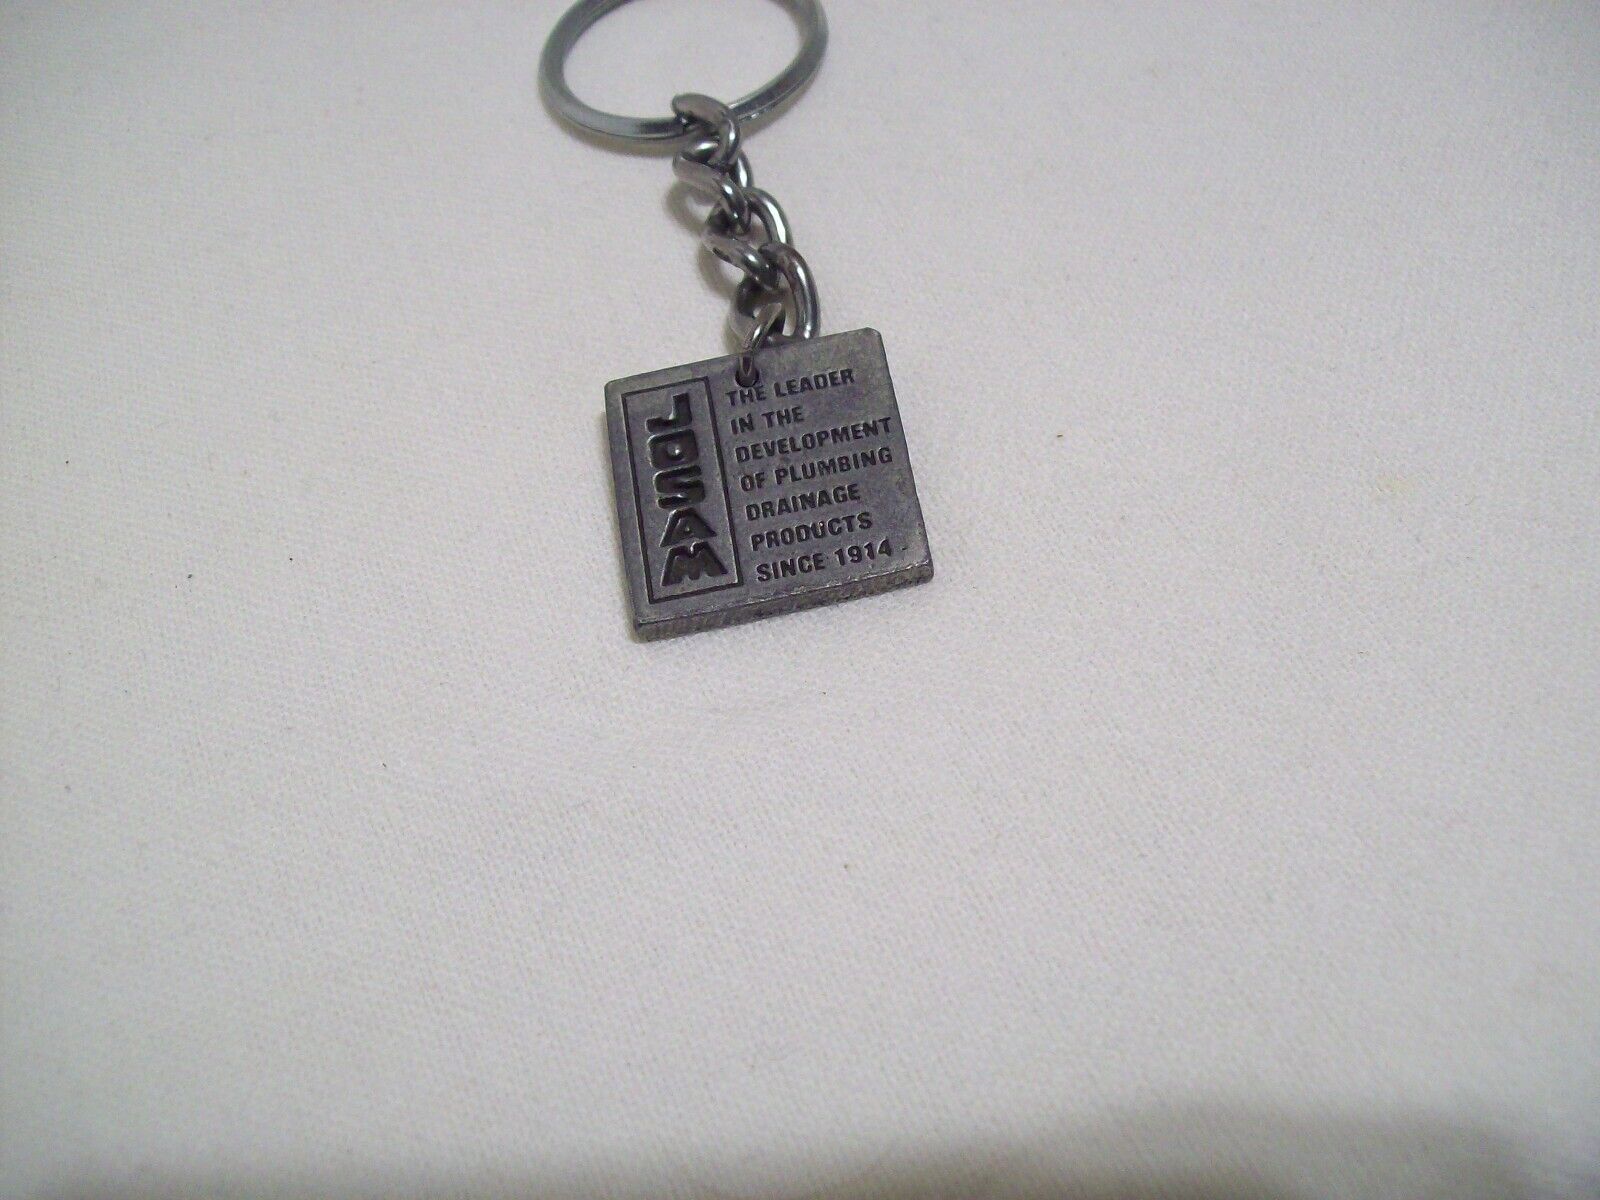 JOSAM
THE LEADER
IN THE
DEVELOPMENT
OF PLUMBING
DRAINAGE
PRODUCTS
SINCE 1914